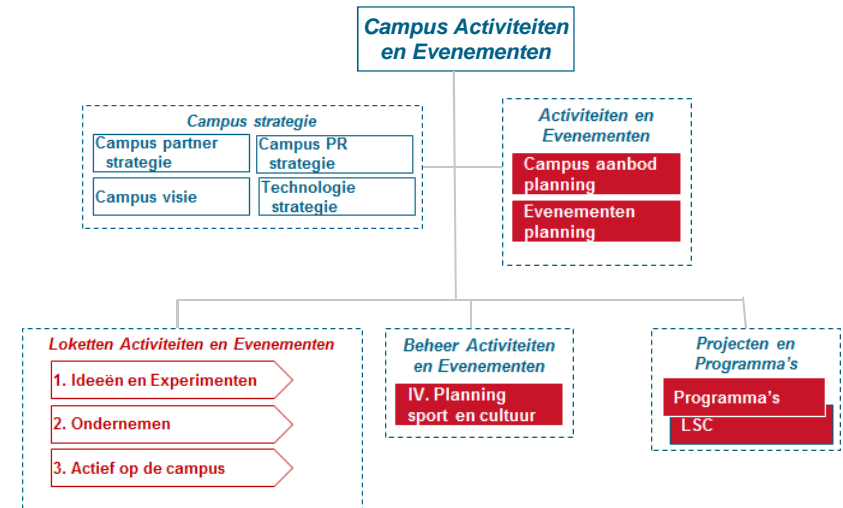 Campus Activiteiten
en Evenementen
Campus strategie
Campus partner
strategie
Campus PR
strategie
Campus visie
Technologie
strategie
Activiteiten en
Evenementen
Campus aanbod
planning
Evenementen
planning
Loketten Activiteiten en Evenementen
1. Ideeën en Experimenten
2. Ondernemen
3. Actief op de campus
Beheer Activiteiten
en Evenementen
IV. Planning
sport en cultuur
Projecten en
Programma's
Programma's
LSC